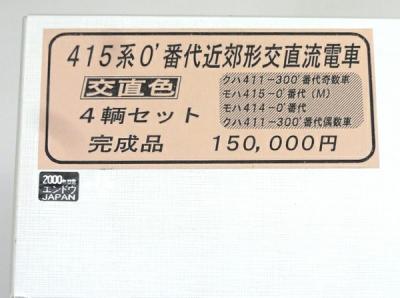 415系0'番代近郊形交直流電車
交直色
4輌セット
完成品 150,000円
クハ411-300'番代奇数車
モハ415-0'番代(M)
モハ414-0'番代
クハ411-300'番代偶数車
エンドウ
JAPAN